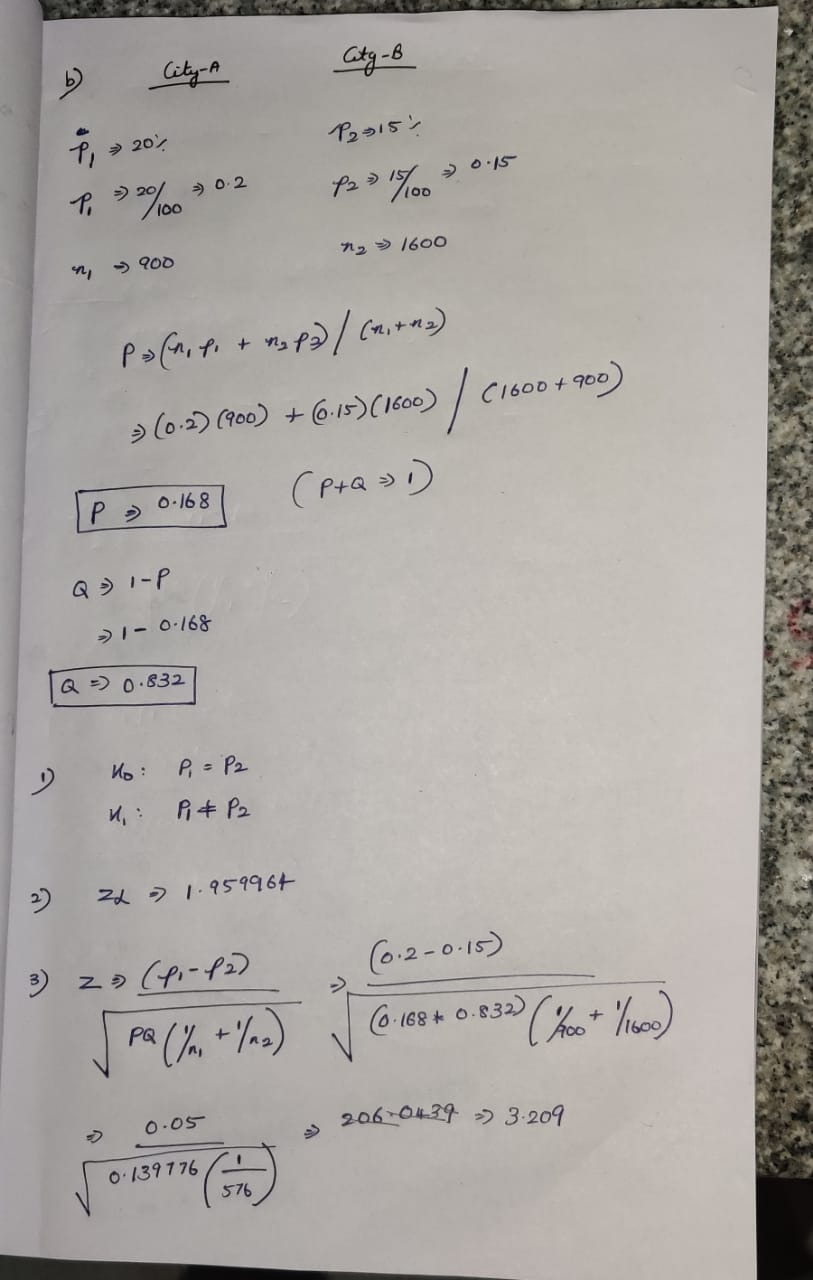 b) City-A City-B
P₁ ⇒ 20% P₂ ⇒ 15%
P₁ ⇒ 20/100 ⇒ 0.2 P₂ ⇒ 15/100 ⇒ 0.15
n₁ ⇒ 900 n₂ ⇒ 1600
P ⇒ (n₁ p₁ + n₂ p₂) / (n₁ + n₂)
⇒ (0.2) (900) + (0.15) (1600) / (1600 + 900)
P ⇒ 0.168 (P+Q ⇒ 1)
Q ⇒ 1-P
⇒ 1 - 0.168
Q ⇒ 0.832
1) H₀ : P₁ = P₂
H₁ : P₁ ≠ P₂
2) Zα ⇒ 1.959964
3) Z ⇒ (p₁-p₂) / √(PQ (1/n₁ + 1/n₂)) ⇒ (0.2-0.15) / √((0.168 * 0.832) (1/900 + 1/1600))
⇒ 0.05 / √(0.139776 (1/576)) ⇒ ⇒ 3.209